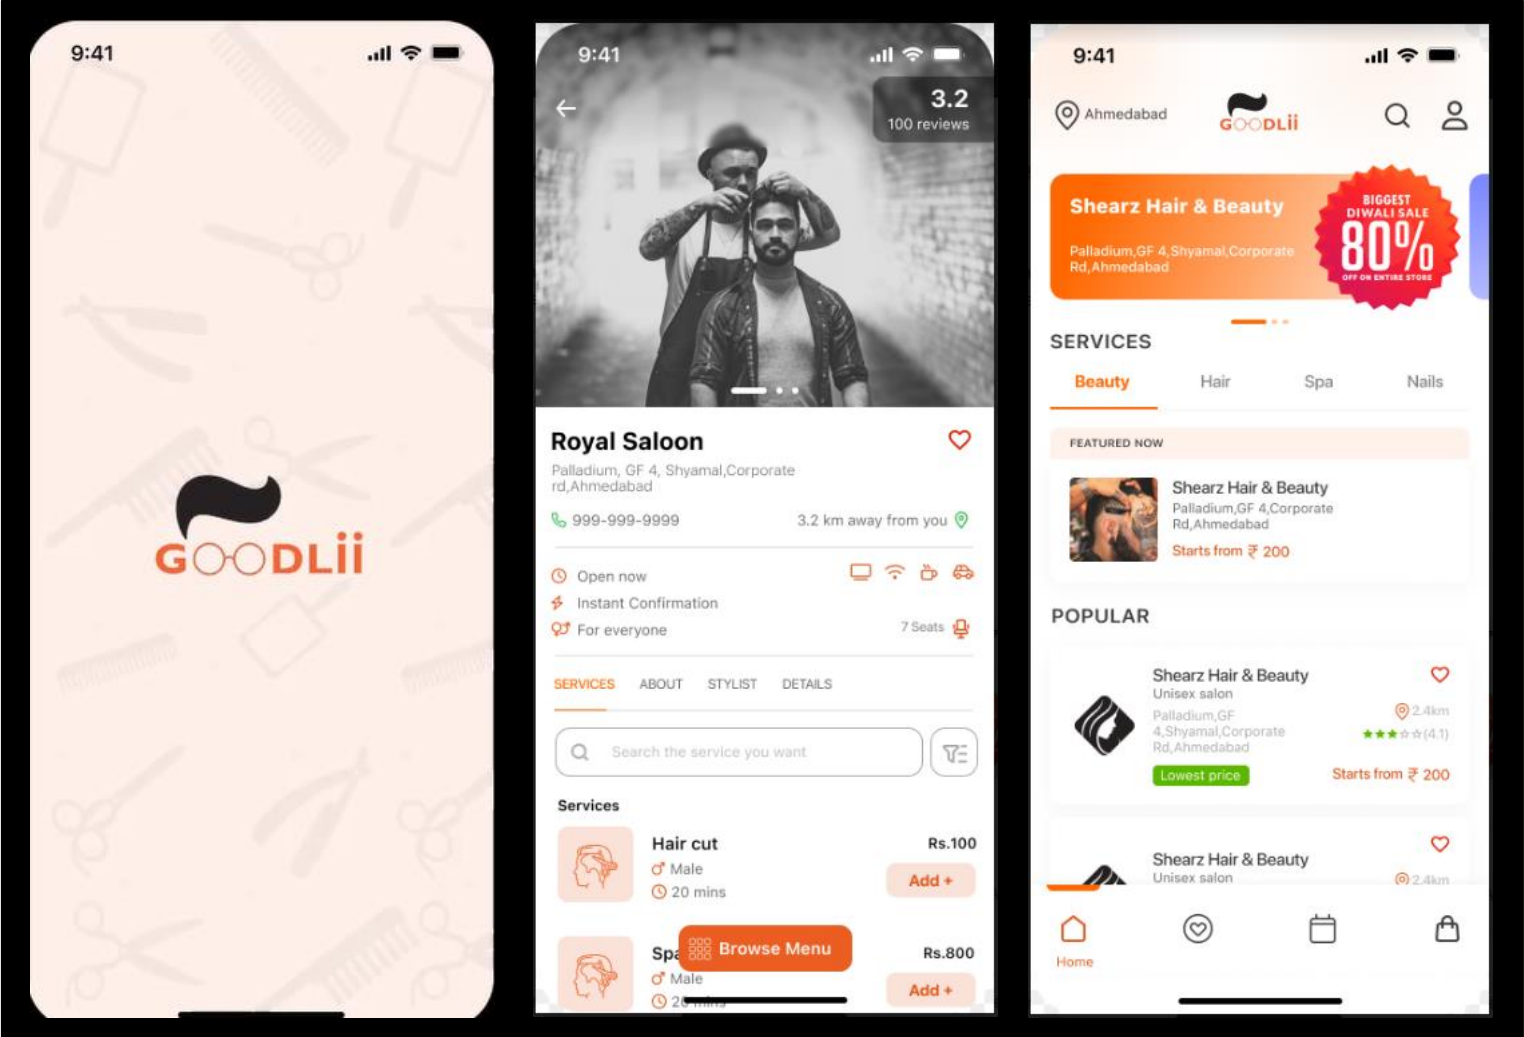 9:41
GOODLii
9:41
3.2
100 reviews
Royal Saloon
Palladium, GF 4, Shyamal,Corporate
rd,Ahmedabad
999-999-9999
3.2 km away from you
Open now
Instant Confirmation
For everyone
7 Seats
SERVICES ABOUT STYLIST DETAILS
Search the service you want
Services
Hair cut
Rs.100
Male
20 mins
Add +
Spa
Rs.800
Male
20 mins
Add +
Browse Menu
9:41
Ahmedabad
GOODLii
Shearz Hair & Beauty
Palladium,GF 4,Shyamal,Corporate
Rd,Ahmedabad
BIGGEST
DIWALI SALE
80%
OFF ON ENTIRE STORE
SERVICES
Beauty Hair Spa Nails
FEATURED NOW
Shearz Hair & Beauty
Palladium,GF 4,Corporate
Rd,Ahmedabad
Starts from ₹ 200
POPULAR
Shearz Hair & Beauty
Unisex salon
Palladium,GF
4,Shyamal,Corporate
Rd,Ahmedabad
2.4km
(4.1)
Lowest price
Starts from ₹ 200
Shearz Hair & Beauty
Unisex salon
2.4km
Home